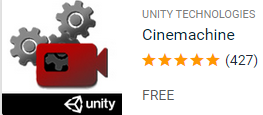 UNITY TECHNOLOGIES
Cinemachine
(427)
FREE
unity